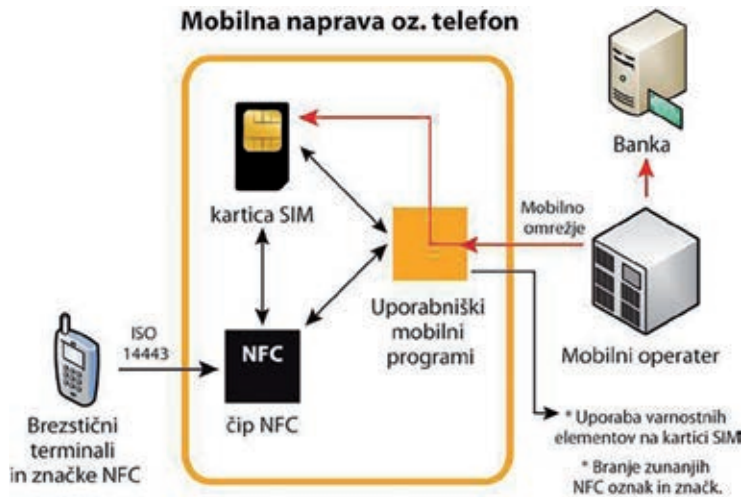 Mobilna naprava oz. telefon
kartica SIM
NFC
čip NFC
Uporabniški
mobilni
programi
ISO
14443
Brezstični
terminali
in značke NFC
Banka
Mobilno
omrežje
Mobilni operater
* Uporaba varnostnih
elementov na kartici SIM
* Branje zunanjih
NFC oznak in značk.